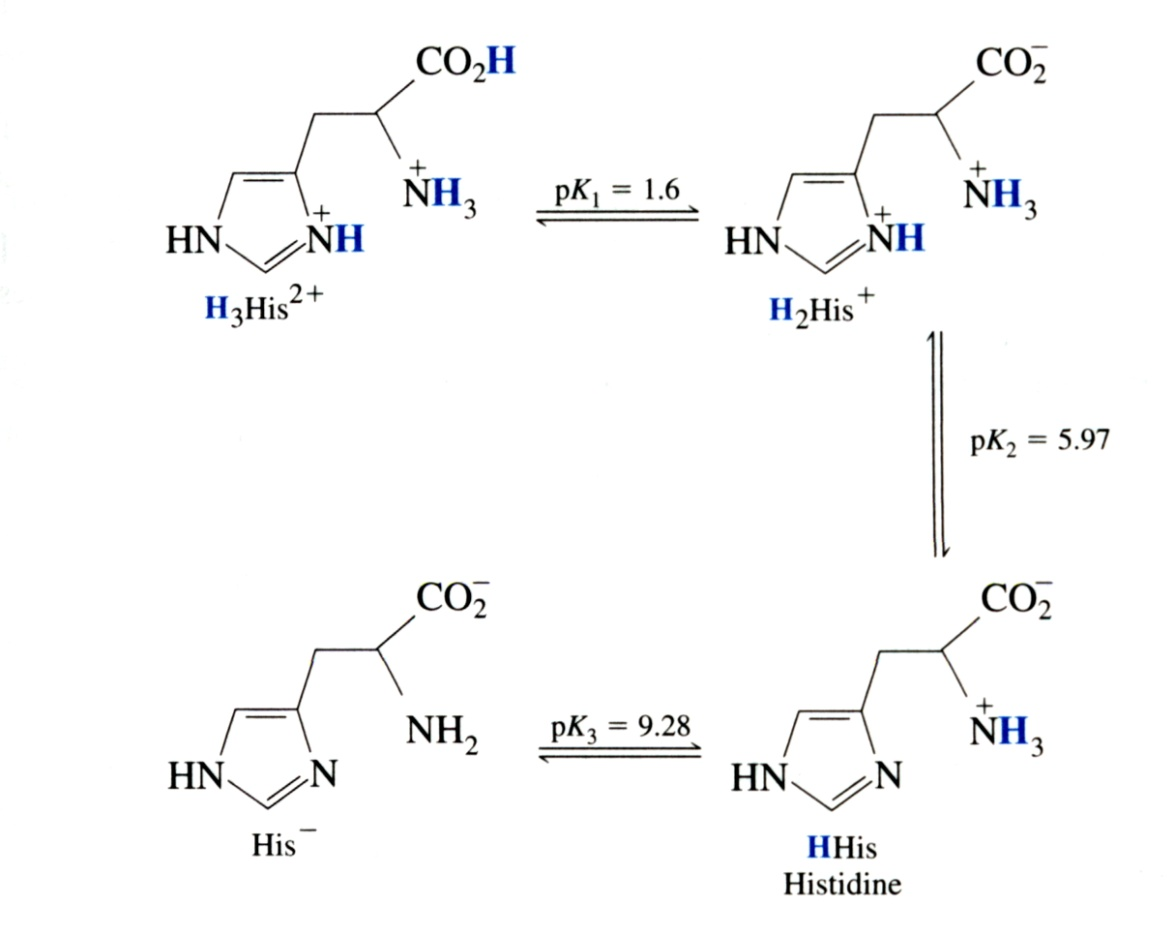 CO₂H
⁺NH₃
HN
⁺NH
H₃His²⁺
pK₁ = 1.6
CO₂⁻
⁺NH₃
HN
⁺NH
H₂His⁺
pK₂ = 5.97
CO₂⁻
NH₂
HN
N
His⁻
pK₃ = 9.28
CO₂⁻
⁺NH₃
HN
N
HHis
Histidine